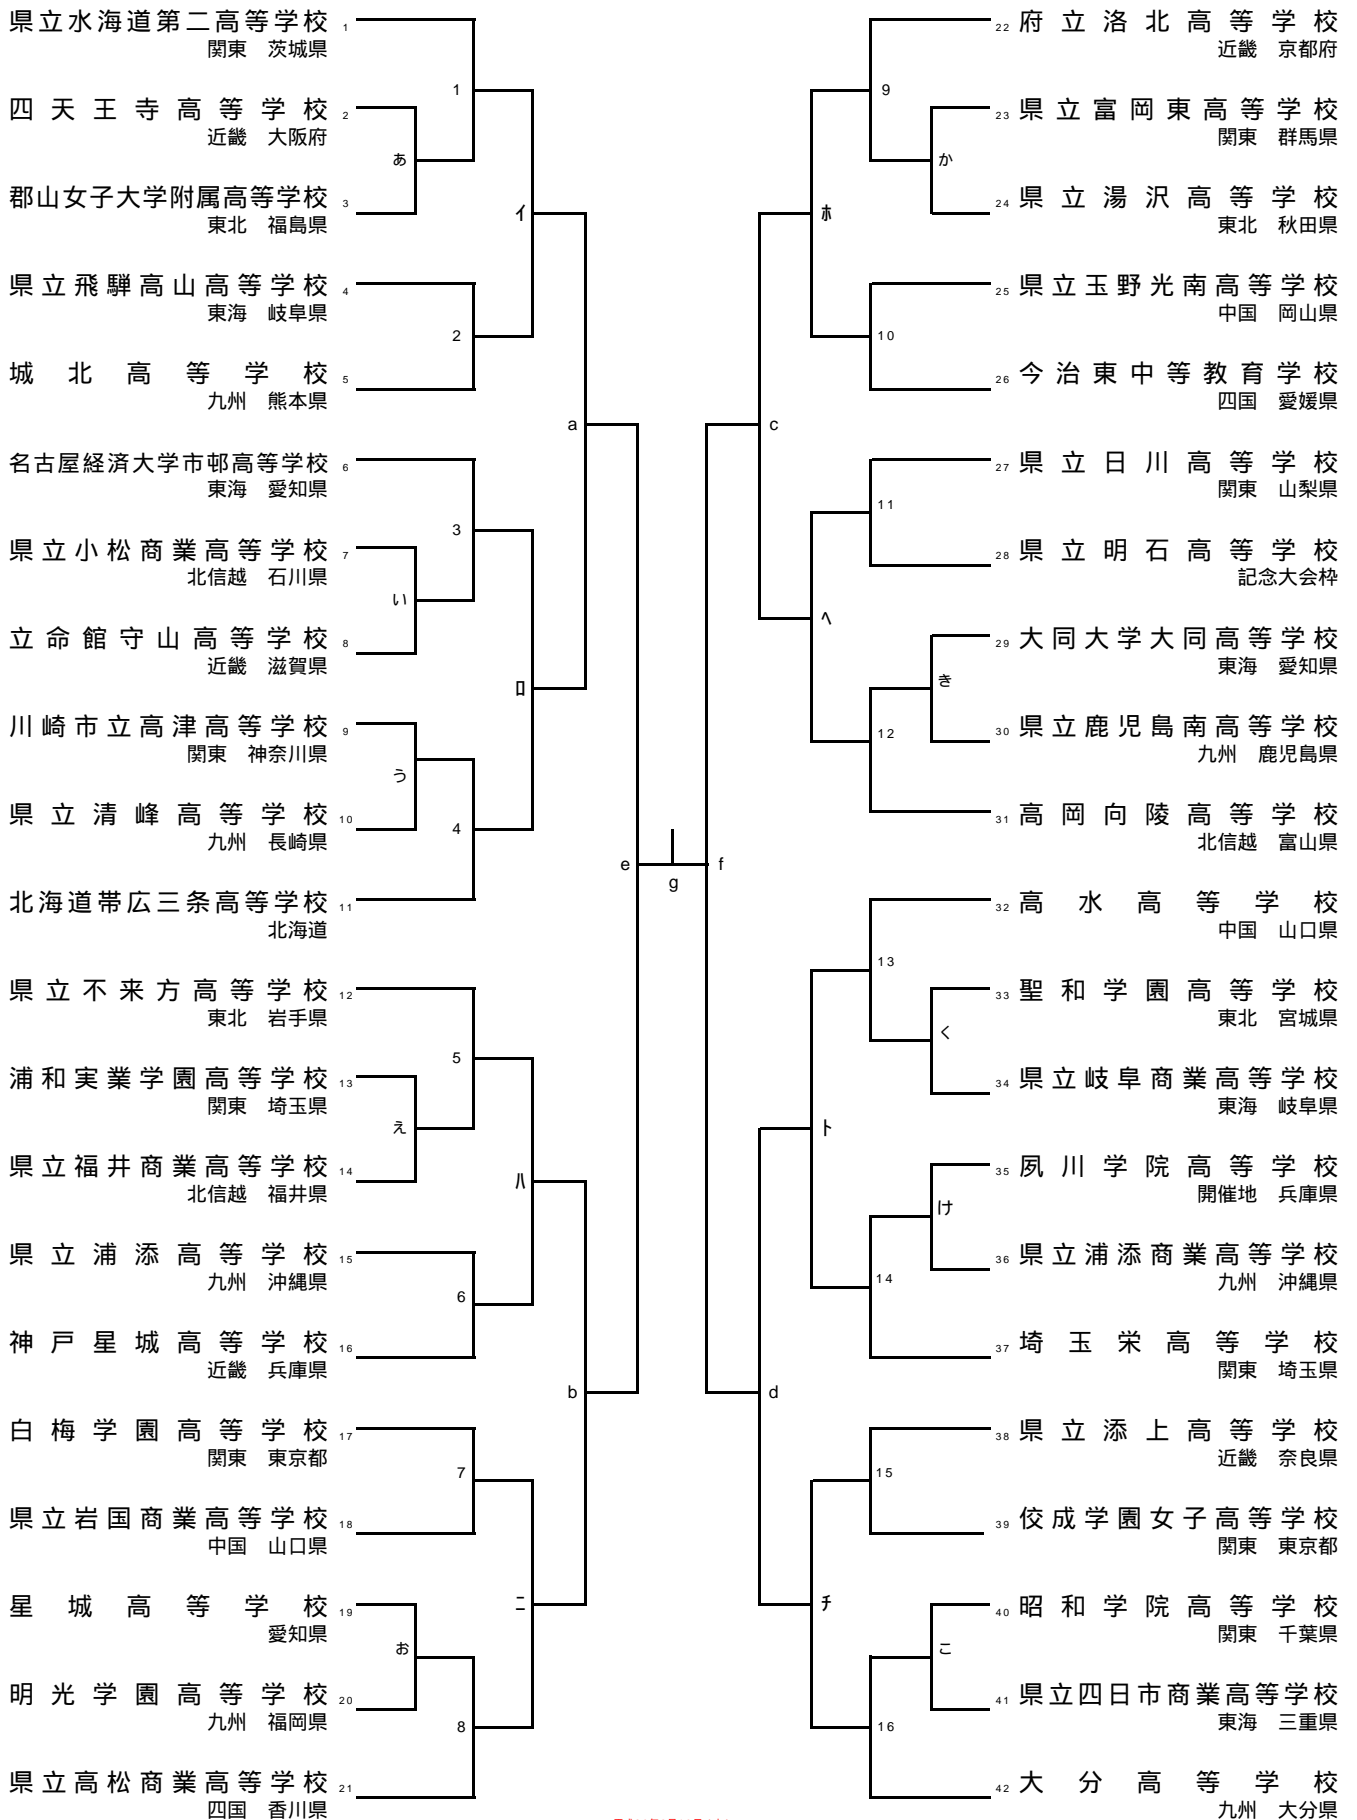 県立水海道第二高等学校 1
関東 茨城県
1
四天王寺高等学校 2
近畿 大阪府
あ
郡山女子大学附属高等学校 3
東北 福島県
イ
県立飛騨高山高等学校 4
東海 岐阜県
2
城北高等学校 5
九州 熊本県
a
名古屋経済大学市邨高等学校 6
東海 愛知県
3
県立小松商業高等学校 7
北信越 石川県
い
立命館守山高等学校 8
近畿 滋賀県
ロ
川崎市立高津高等学校 9
関東 神奈川県
う
県立清峰高等学校 10
九州 長崎県
4
北海道帯広三条高等学校 11
北海道
e
g
f
県立不来方高等学校 12
東北 岩手県
5
浦和実業学園高等学校 13
関東 埼玉県
え
県立福井商業高等学校 14
北信越 福井県
ハ
県立浦添高等学校 15
九州 沖縄県
6
神戸星城高等学校 16
近畿 兵庫県
b
白梅学園高等学校 17
関東 東京都
7
県立岩国商業高等学校 18
中国 山口県
ニ
星城高等学校 19
愛知県
お
明光学園高等学校 20
九州 福岡県
8
県立高松商業高等学校 21
四国 香川県
22 府立洛北高等学校
近畿 京都府
9
23 県立富岡東高等学校
関東 群馬県
か
24 県立湯沢高等学校
東北 秋田県
ホ
25 県立玉野光南高等学校
中国 岡山県
10
26 今治東中等教育学校
四国 愛媛県
c
27 県立日川高等学校
関東 山梨県
11
28 県立明石高等学校
記念大会枠
ヘ
29 大同大学大同高等学校
東海 愛知県
き
30 県立鹿児島南高等学校
九州 鹿児島県
12
31 高岡向陵高等学校
北信越 富山県
32 高水高等学校
中国 山口県
13
33 聖和学園高等学校
東北 宮城県
く
34 県立岐阜商業高等学校
東海 岐阜県
ト
35 夙川学院高等学校
開催地 兵庫県
け
36 県立浦添商業高等学校
九州 沖縄県
14
37 埼玉栄高等学校
関東 埼玉県
d
38 県立添上高等学校
近畿 奈良県
15
39 佼成学園女子高等学校
関東 東京都
チ
40 昭和学院高等学校
関東 千葉県
こ
41 県立四日市商業高等学校
東海 三重県
16
42 大分高等学校
九州 大分県